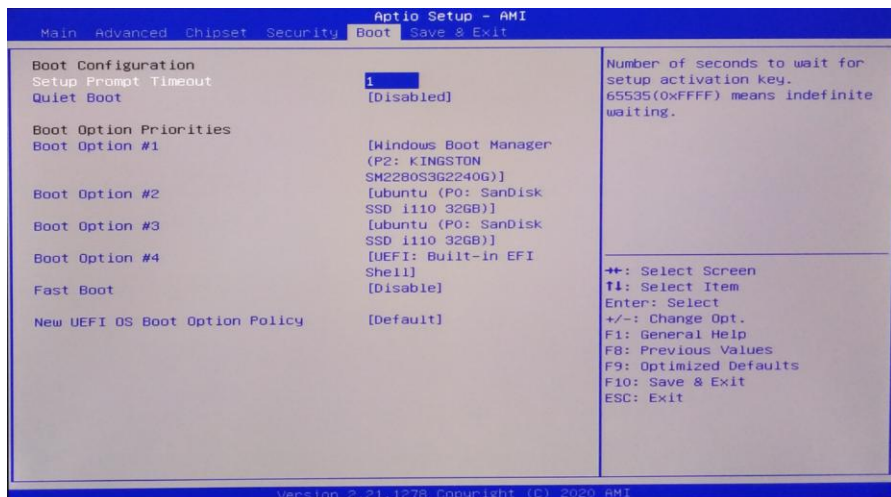 Aptio Setup - AMI
Main Advanced Chipset Security Boot Save & Exit
Boot Configuration
Setup Prompt Timeout 1
Quiet Boot [Disabled]
Boot Option Priorities
Boot Option #1 [Windows Boot Manager
(P2: KINGSTON
SM2280S3G2240G)]
Boot Option #2 [ubuntu (P0: SanDisk
SSD i110 32GB)]
Boot Option #3 [ubuntu (P0: SanDisk
SSD i110 32GB)]
Boot Option #4 [UEFI: Built-in EFI
Shell]
Fast Boot [Disable]
New UEFI OS Boot Option Policy [Default]
Number of seconds to wait for
setup activation key.
65535(0xFFFF) means indefinite
waiting.
→←: Select Screen
↑↓: Select Item
Enter: Select
+/-: Change Opt.
F1: General Help
F8: Previous Values
F9: Optimized Defaults
F10: Save & Exit
ESC: Exit
Version 2.21.1278 Copyright (C) 2020 AMI